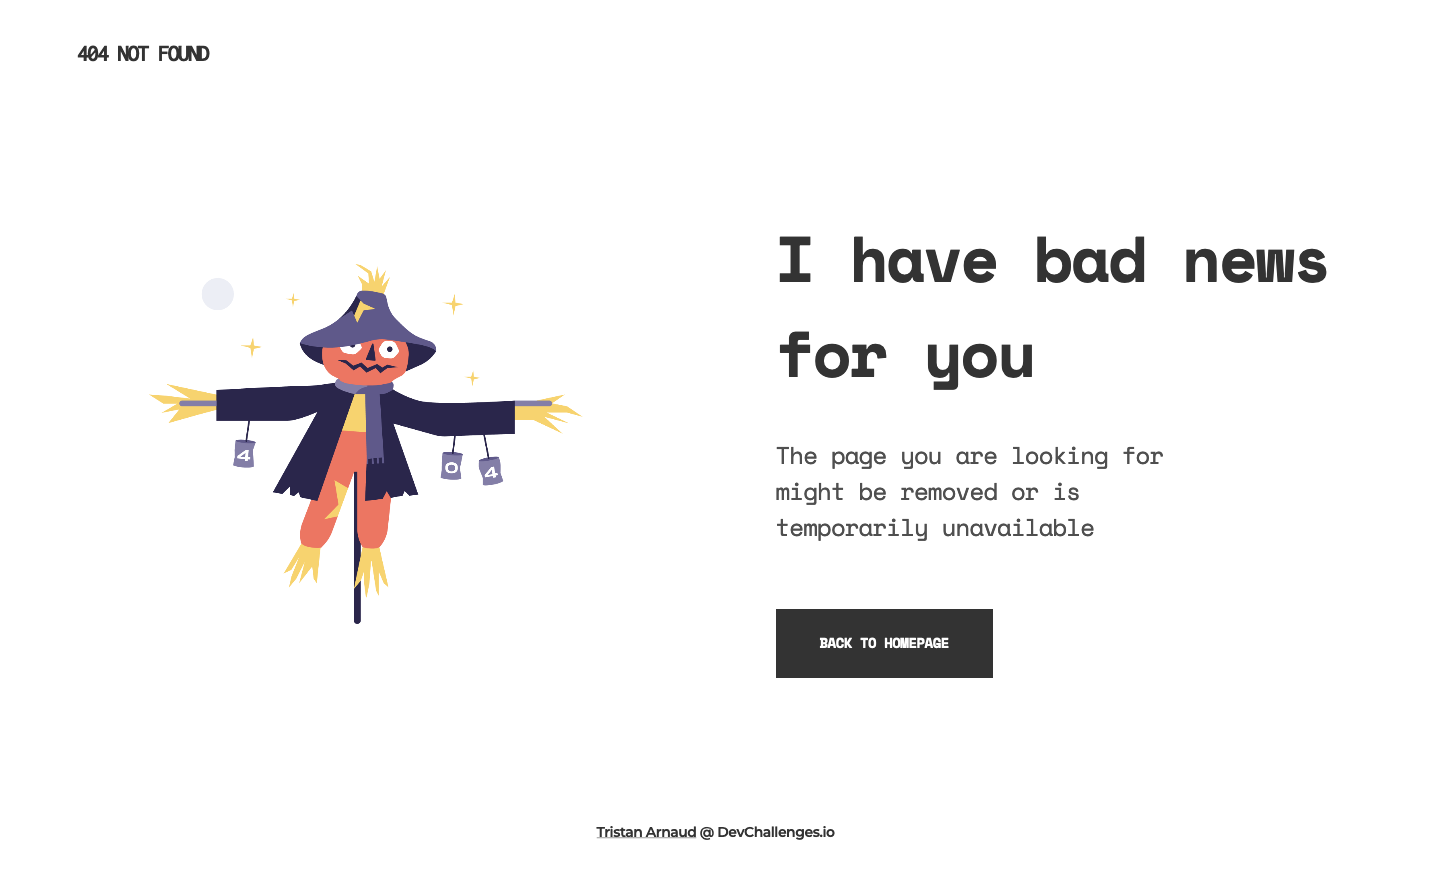 404 NOT FOUND
4
0
4
I have bad news
for you
The page you are looking for
might be removed or is
temporarily unavailable
BACK TO HOMEPAGE
Tristan Arnaud @ DevChallenges.io